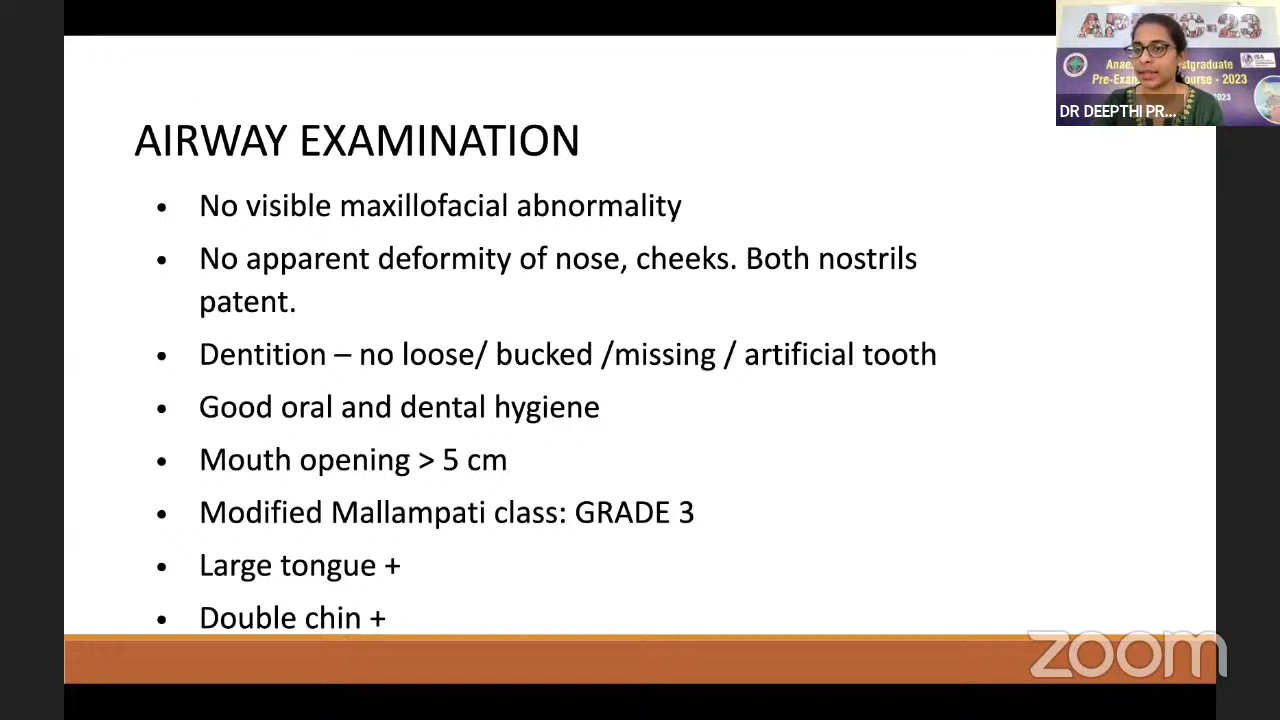 AIRWAY EXAMINATION
• No visible maxillofacial abnormality
• No apparent deformity of nose, cheeks. Both nostrils
patent.
• Dentition – no loose/ bucked /missing / artificial tooth
• Good oral and dental hygiene
• Mouth opening > 5 cm
• Modified Mallampati class: GRADE 3
• Large tongue +
• Double chin +
DR DEEPTHI PR...
ISA
2023
zoom